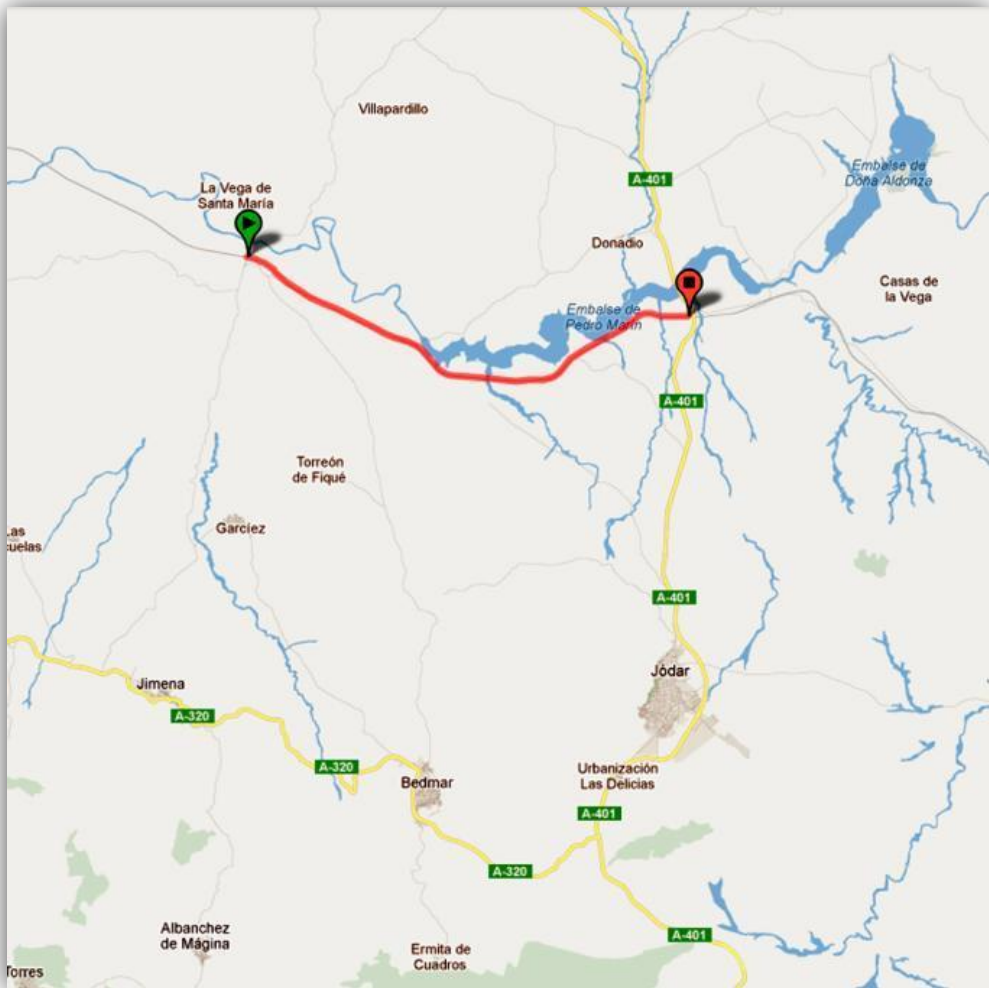 Villapardillo
A-401
Embalse de
Doña Aldonza
La Vega de
Santa María
Donadio
Casas de
la Vega
Embalse de
Pedro Marín
A-401
Torreón
de Fiqué
Garcíez
Las
cuelas
A-401
Jódar
Jimena
A-320
A-320
Bedmar
Urbanización
Las Delicias
A-401
A-320
Albanchez
de Mágina
A-401
Ermita de
Cuadros
Torres